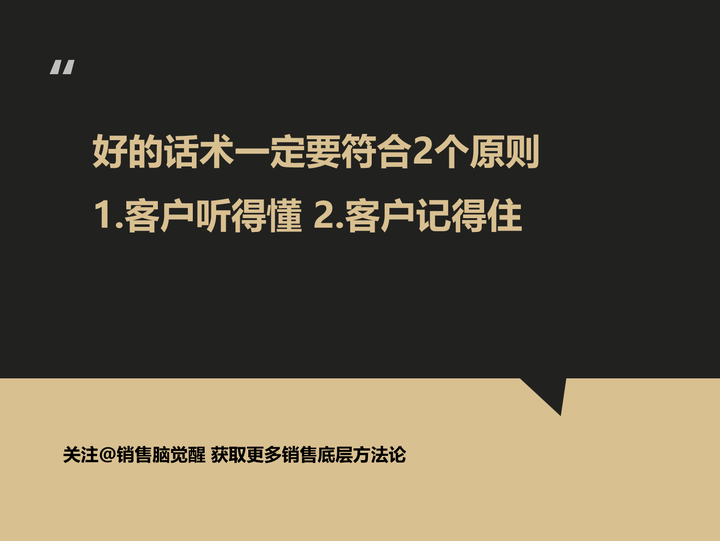 “
好的话术一定要符合2个原则
1.客户听得懂 2.客户记得住
关注@销售脑觉醒 获取更多销售底层方法论